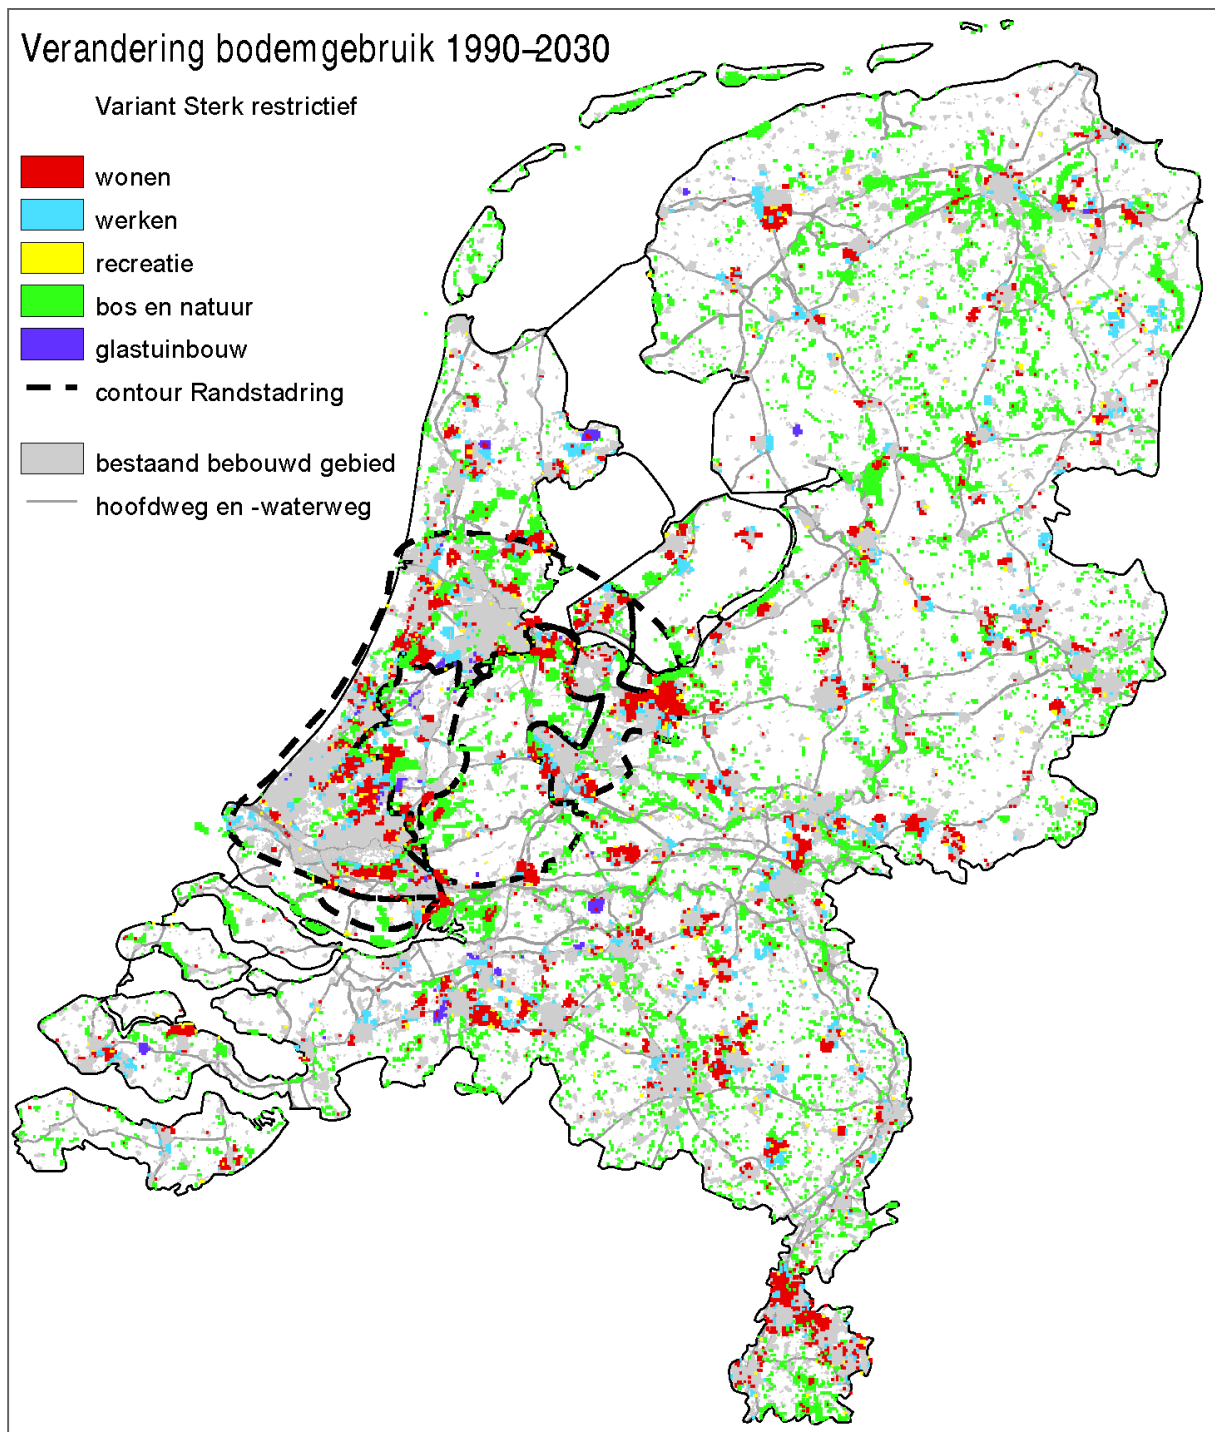 Verandering bodemgebruik 1990–2030
Variant Sterk restrictief
wonen
werken
recreatie
bos en natuur
glastuinbouw
contour Randstadring
bestaand bebouwd gebied
hoofdweg en -waterweg